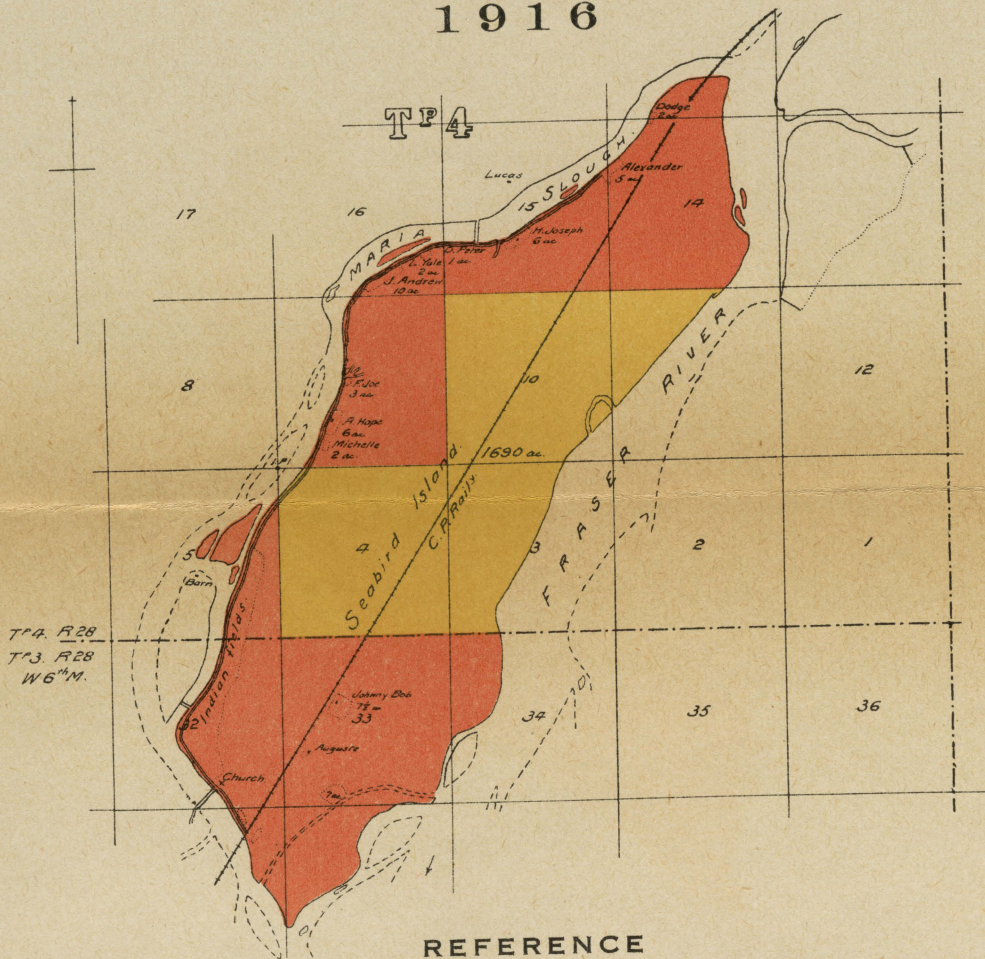 1916
TP 4
Dodge
2 ac
Lucas
Alexander
5 ac
17
16
15
SLOUGH
14
MARIA
H. Joseph
6 ac
D. Peter
1 ac
L. Yale
2 ac
J. Andrew
10 ac
RIVER
8
F. Joe
3 ac
10
12
A. Hope
6 ac
Michelle
2 ac
1690 ac.
Seabird Island
C.P. Raily.
FRASER
5
4
3
2
1
Barn
TP 4. R 28
TP 3. R 28
W 6th M.
Indian Fields.
Johnny Bob
33
34
35
36
32
Auguste
Church
REFERENCE